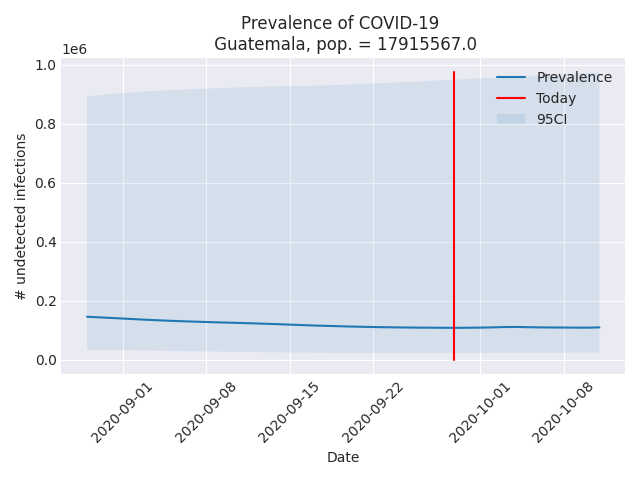 Prevalence of COVID-19
Guatemala, pop. = 17915567.0
1e6
1.0
0.8
0.6
0.4
0.2
0.0
# undetected infections
Prevalence
Today
95CI
2020-09-01
2020-09-08
2020-09-15
2020-09-22
2020-10-01
2020-10-08
Date